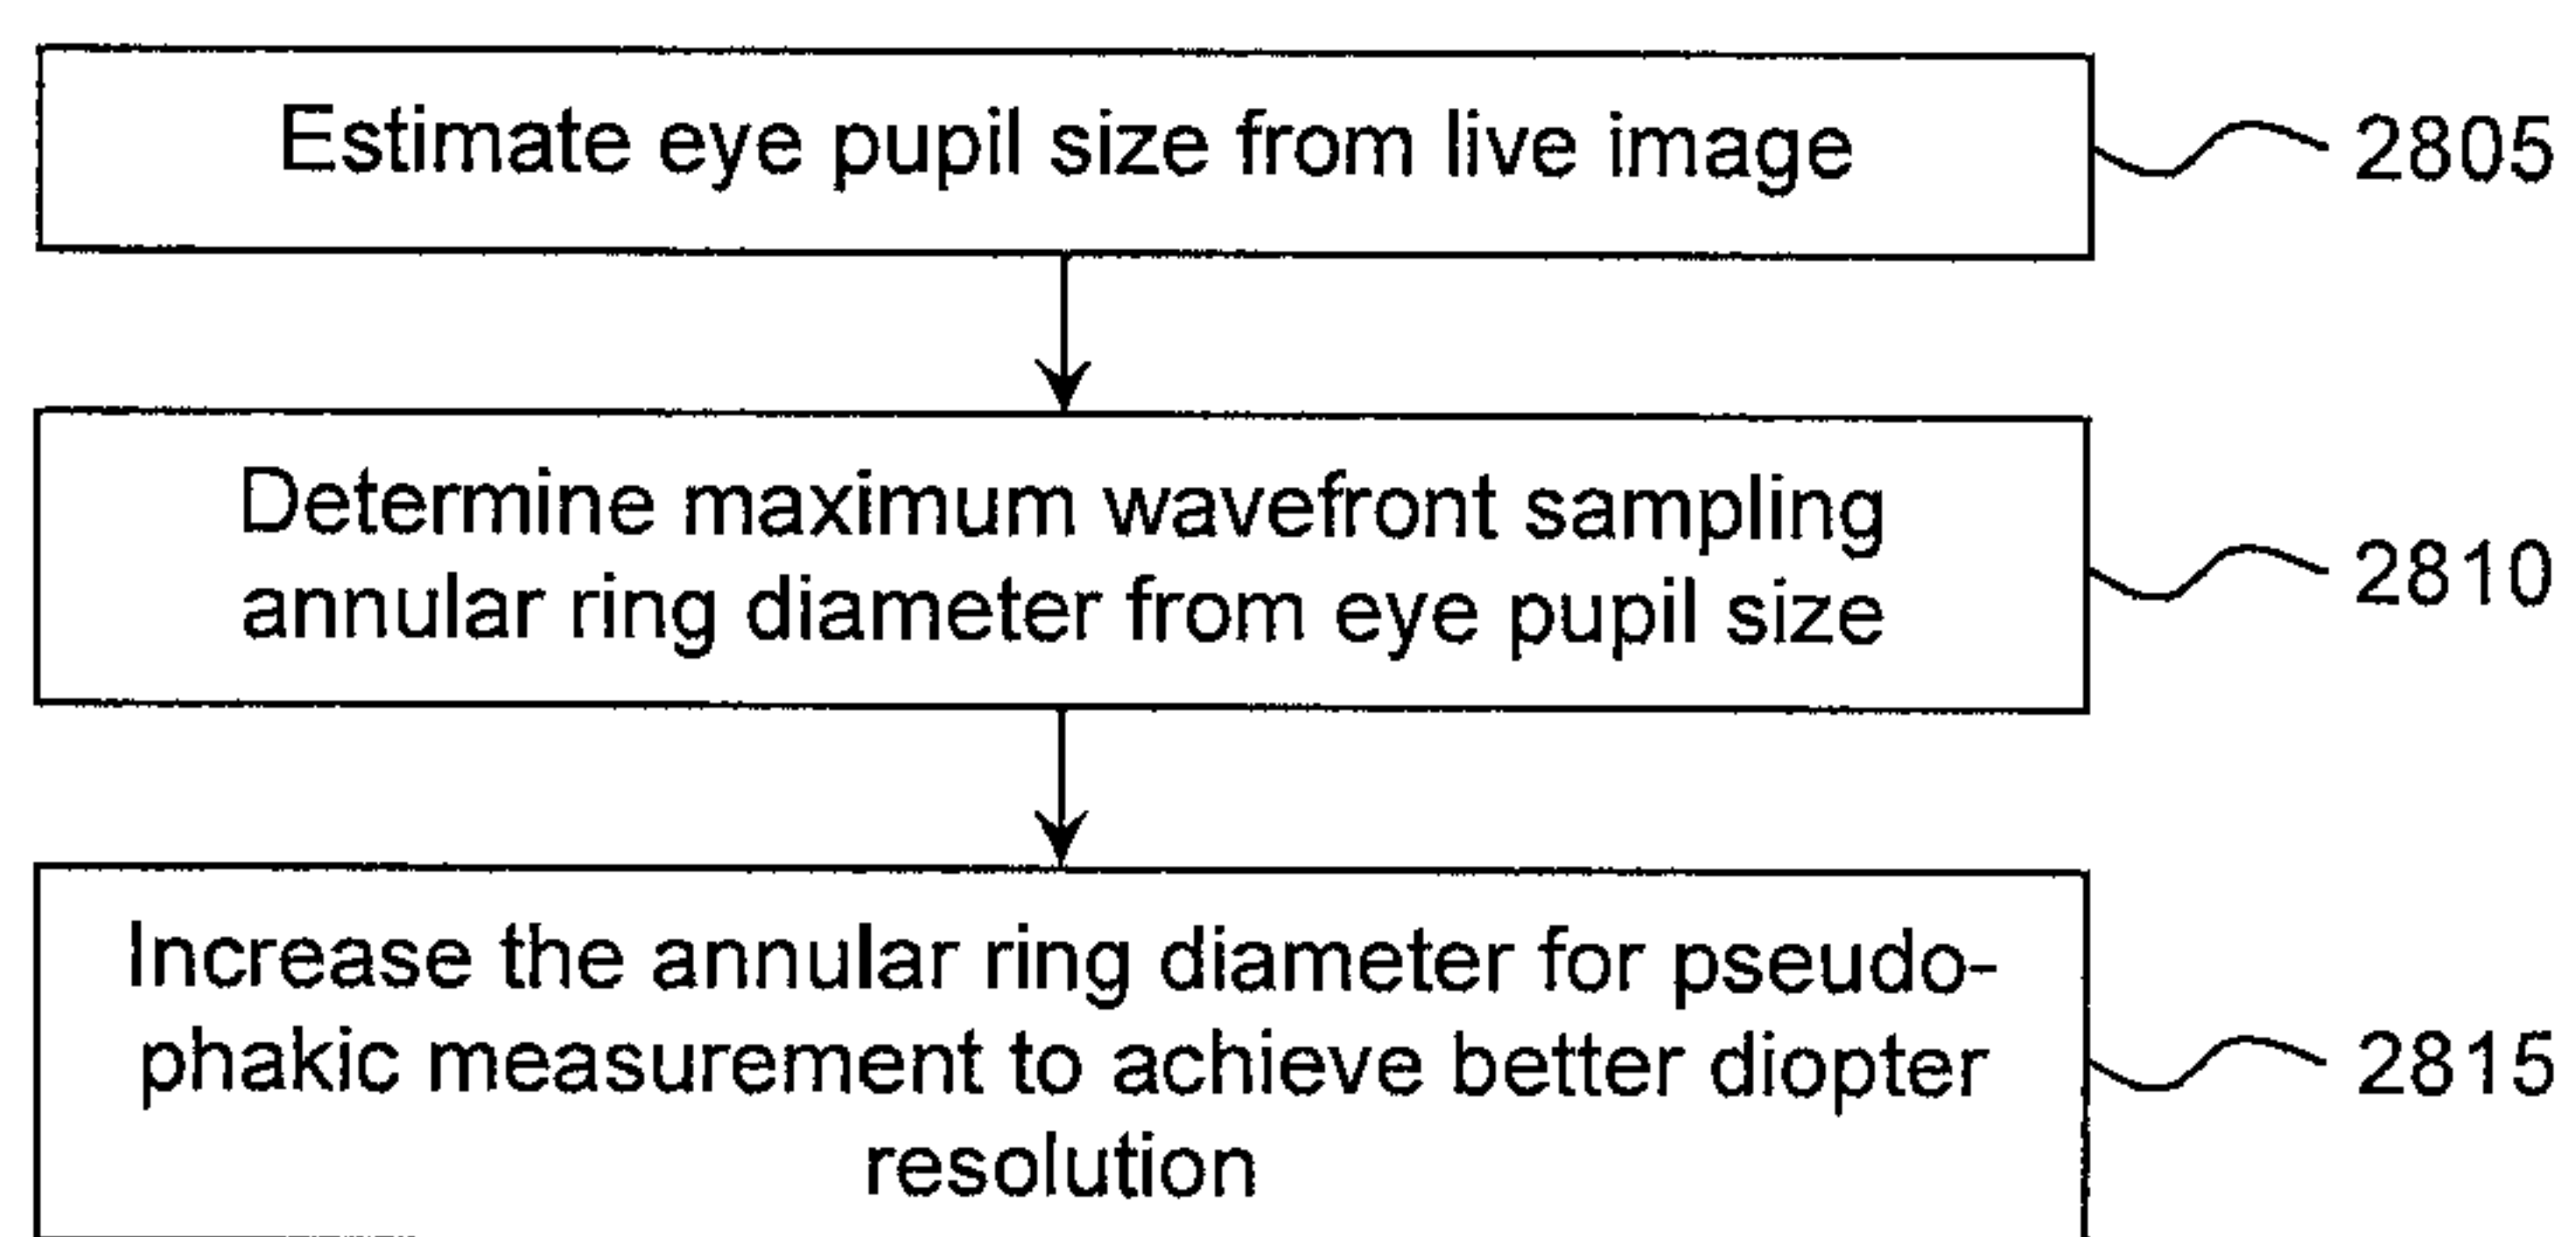 Estimate eye pupil size from live image
2805
Determine maximum wavefront sampling
annular ring diameter from eye pupil size
2810
Increase the annular ring diameter for pseudo-
phakic measurement to achieve better diopter
resolution
2815